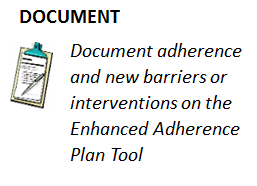 DOCUMENT
Document adherence
and new barriers or
interventions on the
Enhanced Adherence
Plan Tool